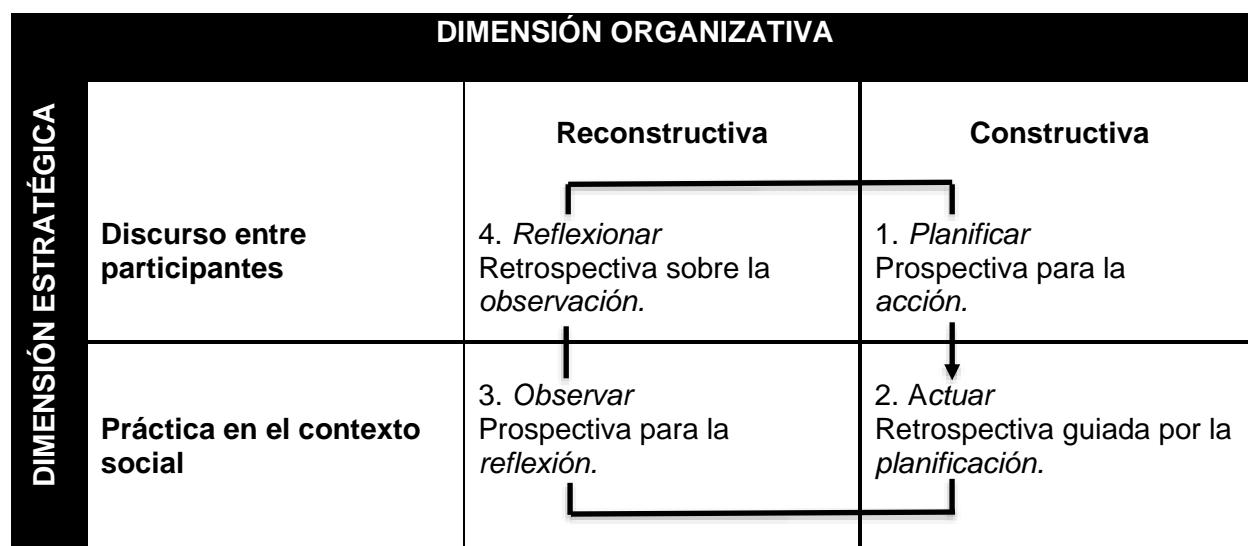 DIMENSIÓN ORGANIZATIVA
DIMENSIÓN ESTRATÉGICA
Reconstructiva
Constructiva
Discurso entre
participantes
4. Reflexionar
Retrospectiva sobre la
observación.
1. Planificar
Prospectiva para la
acción.
Práctica en el contexto
social
3. Observar
Prospectiva para la
reflexión.
2. Actuar
Retrospectiva guiada por la
planificación.